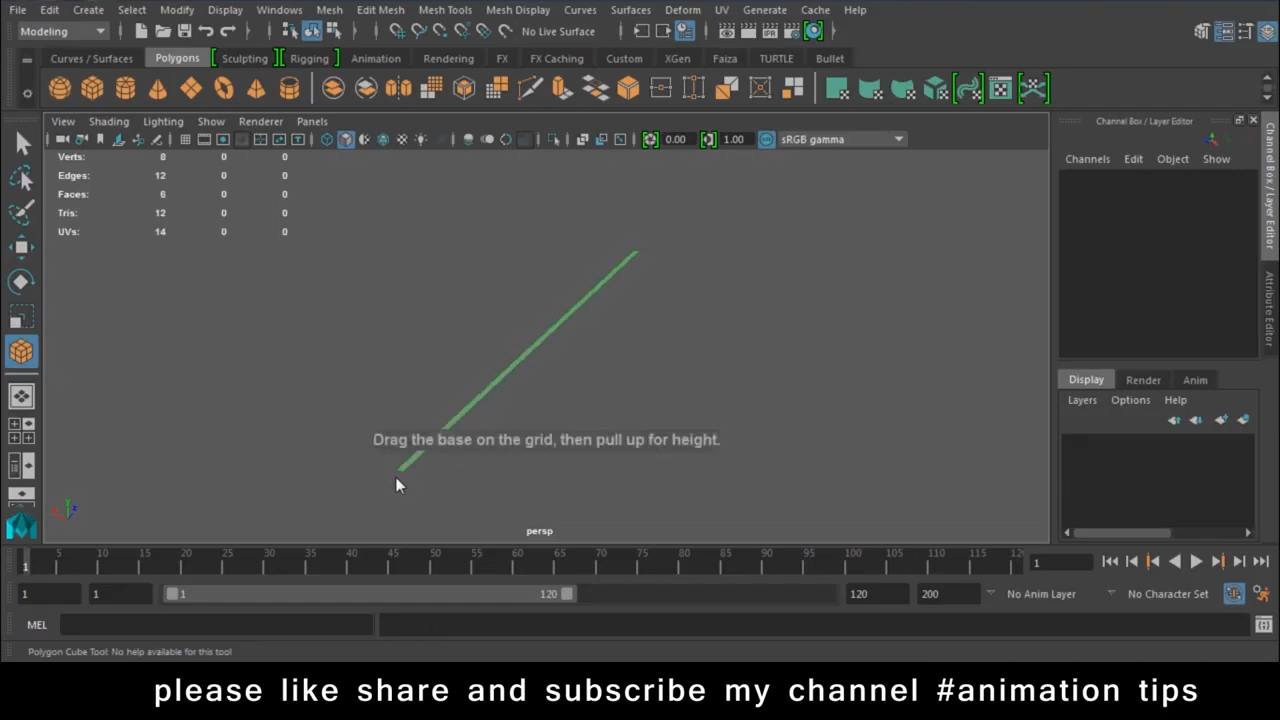 File Edit Create Select Modify Display Windows Mesh Edit Mesh Mesh Tools Mesh Display Curves Surfaces Deform UV Generate Cache Help
Modeling No Live Surface
Curves / Surfaces Polygons Sculpting Rigging Animation Rendering FX FX Caching Custom XGen Faiza TURTLE Bullet
View Shading Lighting Show Renderer Panels
0.00 1.00 sRGB gamma
Verts: 8 0 0
Edges: 12 0 0
Faces: 6 0 0
Tris: 12 0 0
UVs: 14 0 0
Drag the base on the grid, then pull up for height.
persp
Channel Box / Layer Editor
Channels Edit Object Show
Channel Box / Layer Editor
Attribute Editor
Display Render Anim
Layers Options Help
1 5 10 15 20 25 30 35 40 45 50 55 60 65 70 75 80 85 90 95 100 105 110 115 12 1
1 1 1 120 120 200 No Anim Layer No Character Set
MEL
Polygon Cube Tool: No help available for this tool
please like share and subscribe my channel #animation tips